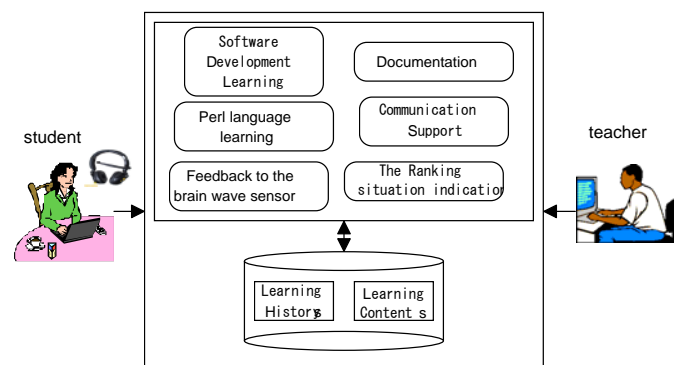 Software
Development
Learning
Documentation
Perl language
learning
Communication
Support
student
teacher
Feedback to the
brain wave sensor
The Ranking
situation indication
Learning
Historys
Learning
Contents